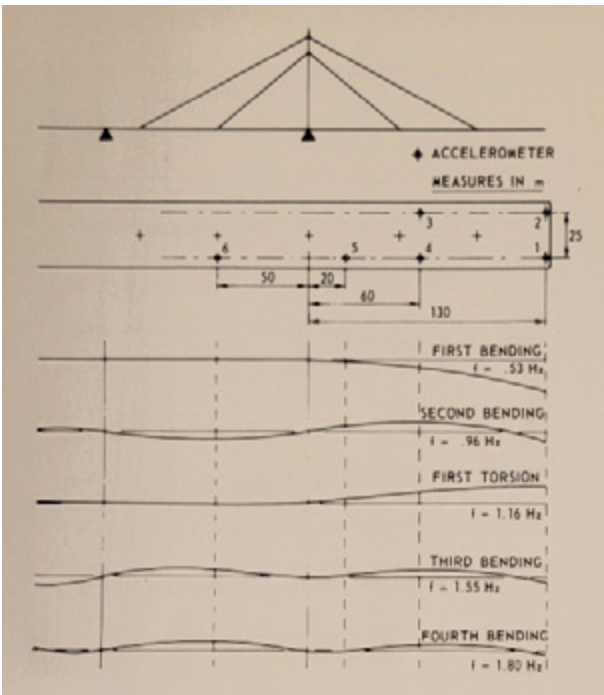 ACCELEROMETER
MEASURES IN m
3
2
6
5
4
1
25
50
20
60
130
FIRST BENDING
f = .53 Hz
SECOND BENDING
f = .96 Hz
FIRST TORSION
f = 1.16 Hz
THIRD BENDING
f = 1.55 Hz
FOURTH BENDING
f = 1.80 Hz